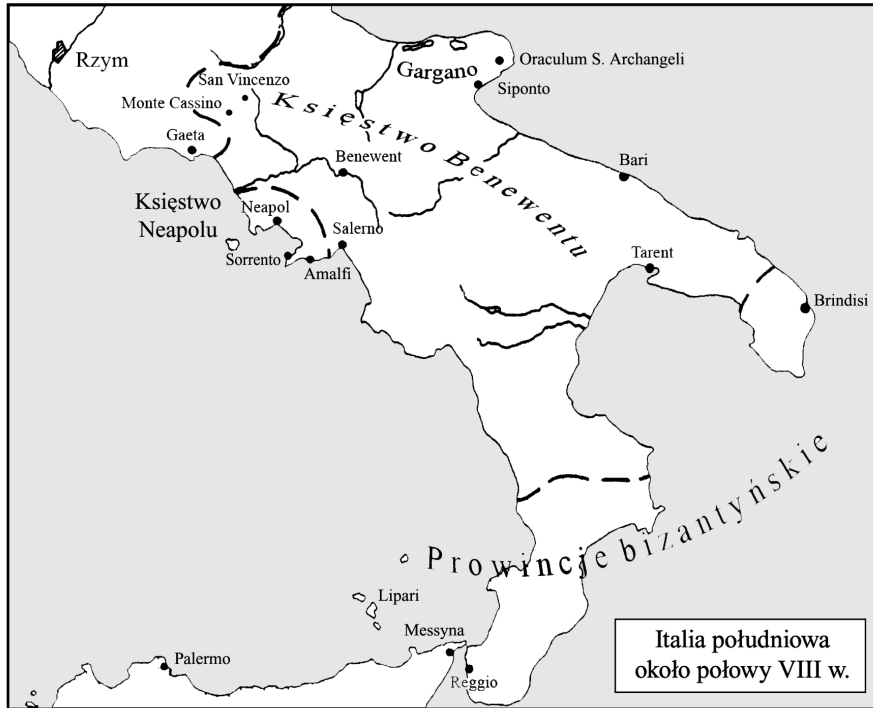 Rzym
San Vincenzo
Monte Cassino
Gaeta
Gargano
Oraculum S. Archangeli
Siponto
Księstwo Benewentu
Benewent
Bari
Księstwo
Neapolu
Neapol
Salerno
Sorrento
Amalfi
Tarent
Brindisi
Prowincje bizantyńskie
Lipari
Messyna
Palermo
Reggio
Italia południowa
około połowy VIII w.